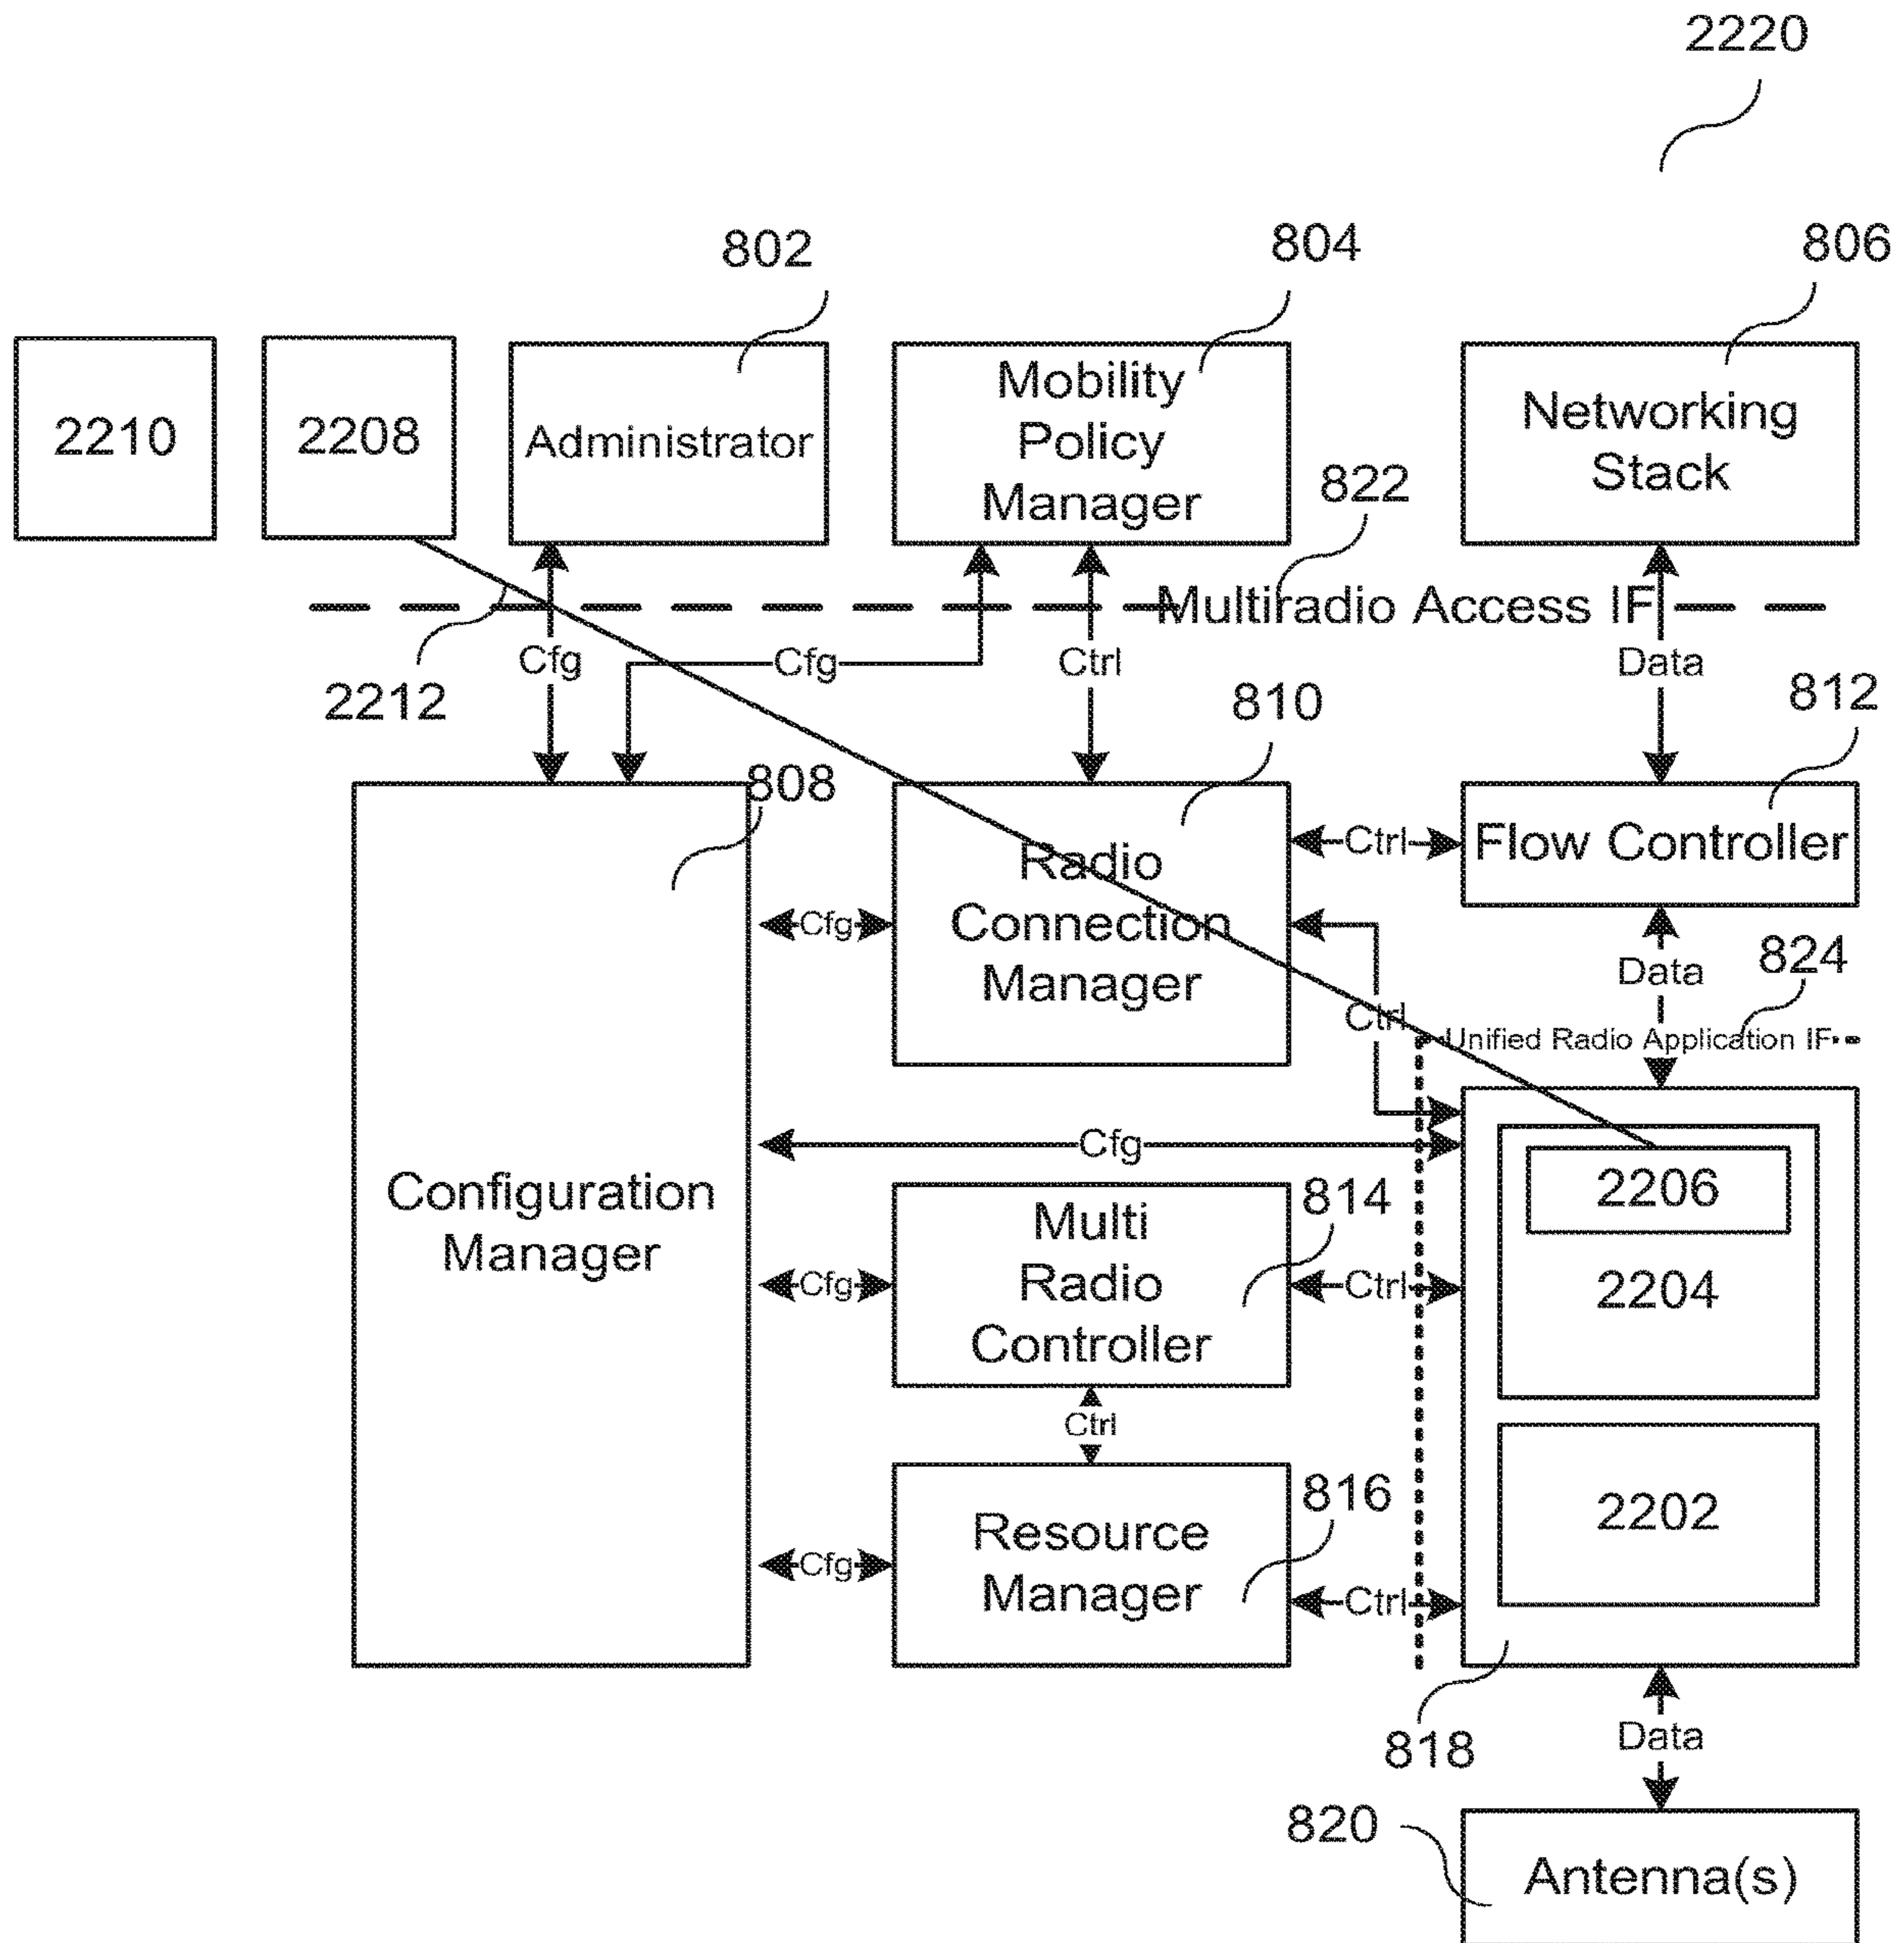 2220
802
804
806
2210
2208
Administrator
Mobility
Policy
Manager
Networking
Stack
822
Multiradio Access IF
2212
Cfg
Cfg
Ctrl
Data
808
810
812
Radio
Connection
Manager
Ctrl
Flow Controller
Cfg
Ctrl
Data
824
Unified Radio Application IF
Cfg
Configuration
Manager
Multi
Radio
Controller
814
Cfg
Ctrl
2206
2204
Ctrl
2202
Resource
Manager
816
Cfg
Ctrl
818
Data
820
Antenna(s)